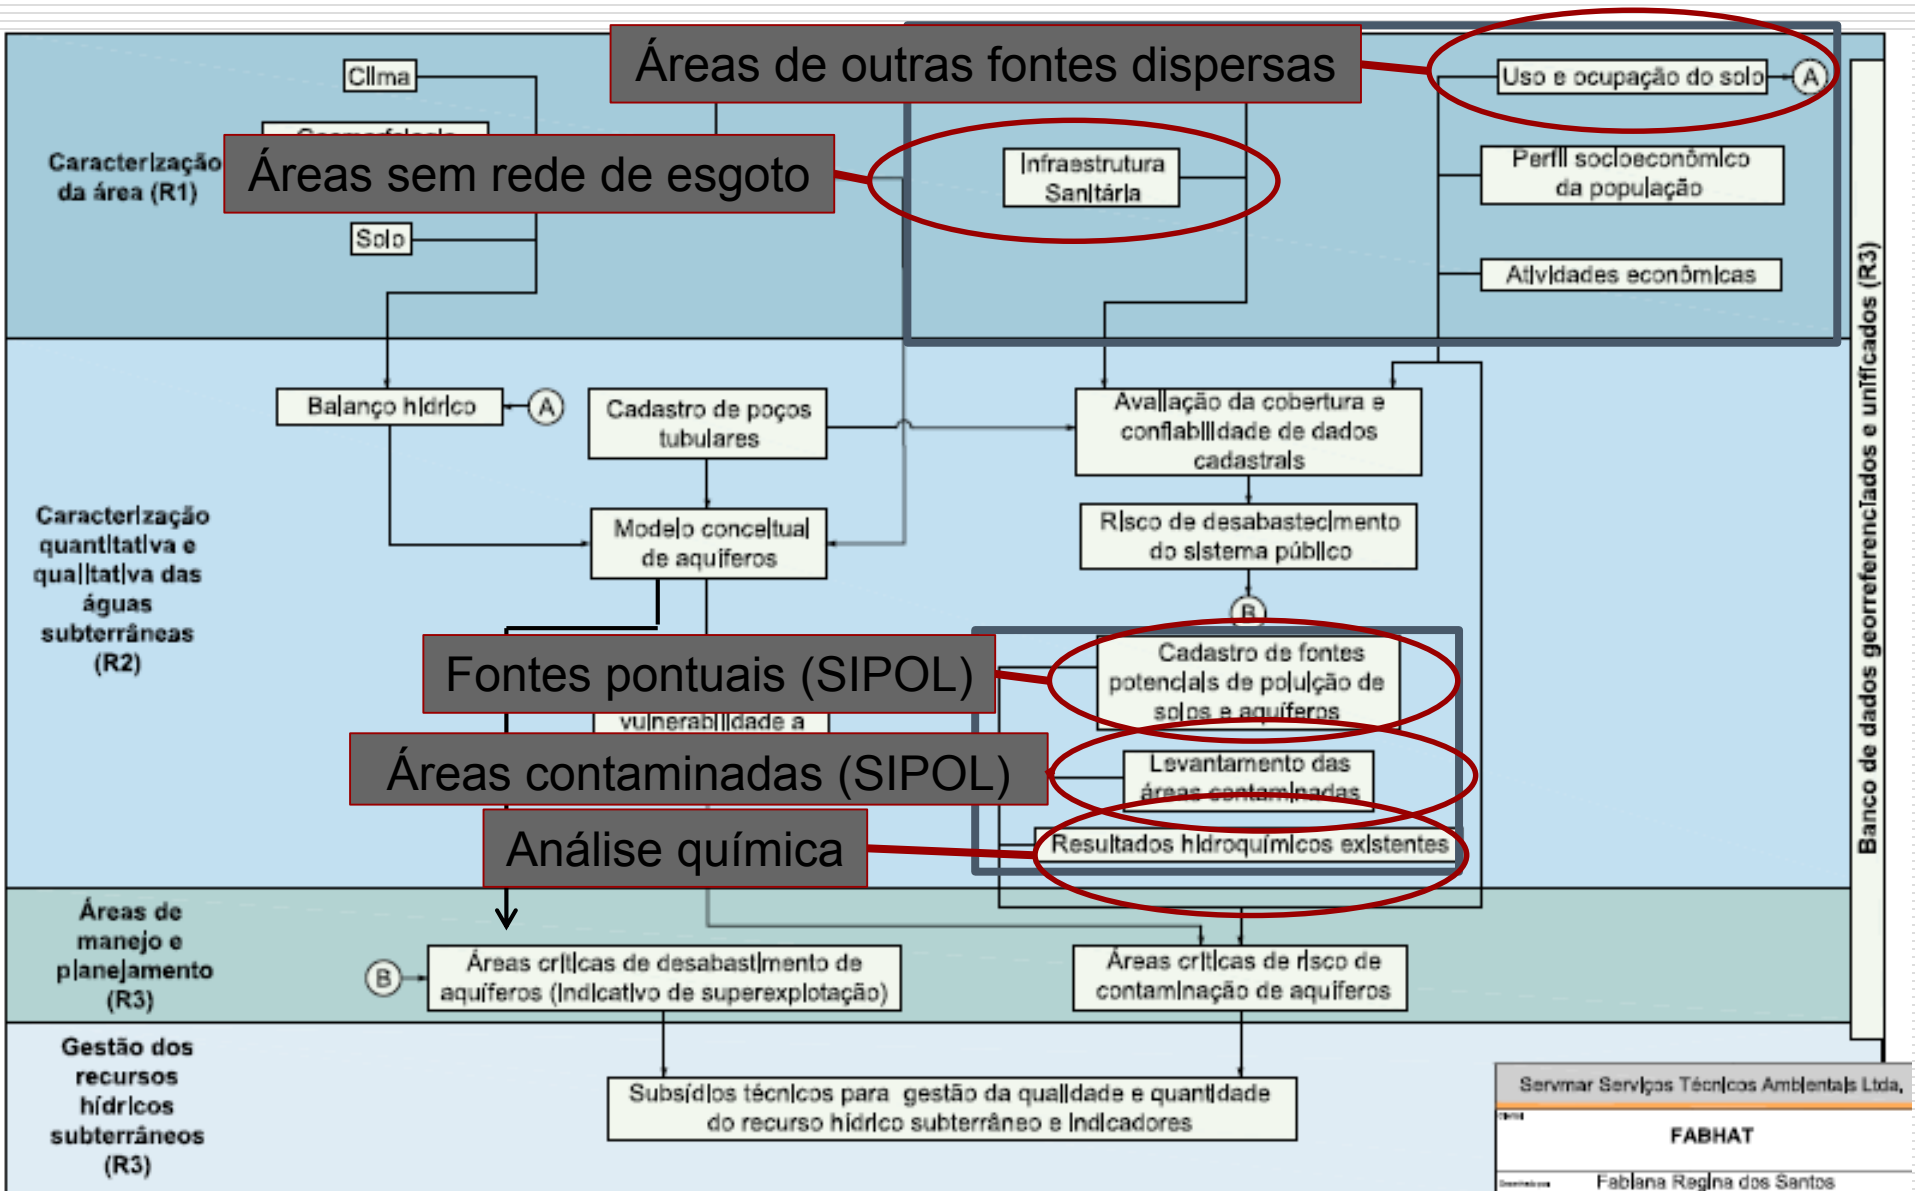 Áreas de outras fontes dispersas
Clima
Uso e ocupação do solo
A
Áreas sem rede de esgoto
Caracterização
da área (R1)
Infraestrutura
Sanitária
Perfil socioeconômico
da população
Solo
Atividades econômicas
Banco de dados georreferenciados e unificados (R3)
Balanço hídrico
A
Cadastro de poços
tubulares
Avaliação da cobertura e
confiabilidade de dados
cadastrais
Caracterização
quantitativa e
qualitativa das
águas
subterrâneas
(R2)
Modelo conceitual
de aquíferos
Risco de desabastecimento
do sistema público
B
Fontes pontuais (SIPOL)
Cadastro de fontes
potenciais de poluição de
solos e aquíferos
vulnerabilidade a
Áreas contaminadas (SIPOL)
Levantamento das
áreas contaminadas
Análise química
Resultados hidroquímicos existentes
Áreas de
manejo e
planejamento
(R3)
B
Áreas críticas de desabastimento de
aquíferos (indicativo de superexplotação)
Áreas críticas de risco de
contaminação de aquíferos
Gestão dos
recursos
hídricos
subterrâneos
(R3)
Subsídios técnicos para gestão da qualidade e quantidade
do recurso hídrico subterrâneo e indicadores
Servmar Serviços Técnicos Ambientais Ltda.
FABHAT
Fabiana Regina dos Santos